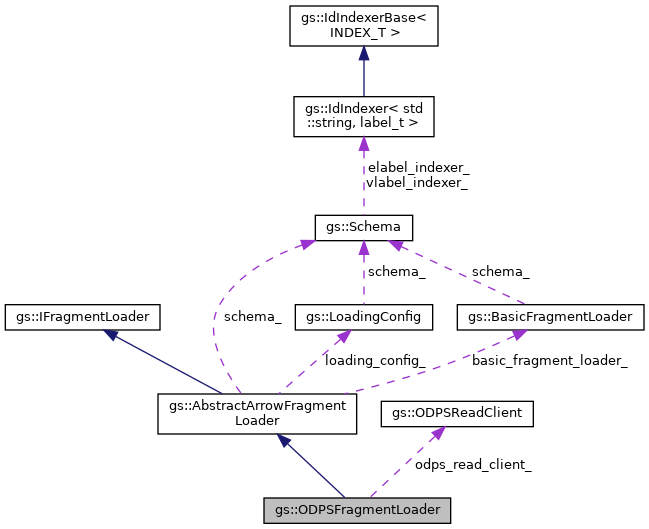 gs::IdIndexerBase<
INDEX_T >
gs::IdIndexer< std
::string, label_t >
elabel_indexer_
vlabel_indexer_
gs::Schema
schema_
schema_
schema_
gs::IFragmentLoader
gs::LoadingConfig
gs::BasicFragmentLoader
loading_config_
basic_fragment_loader_
gs::AbstractArrowFragment
Loader
gs::ODPSReadClient
odps_read_client_
gs::ODPSFragmentLoader